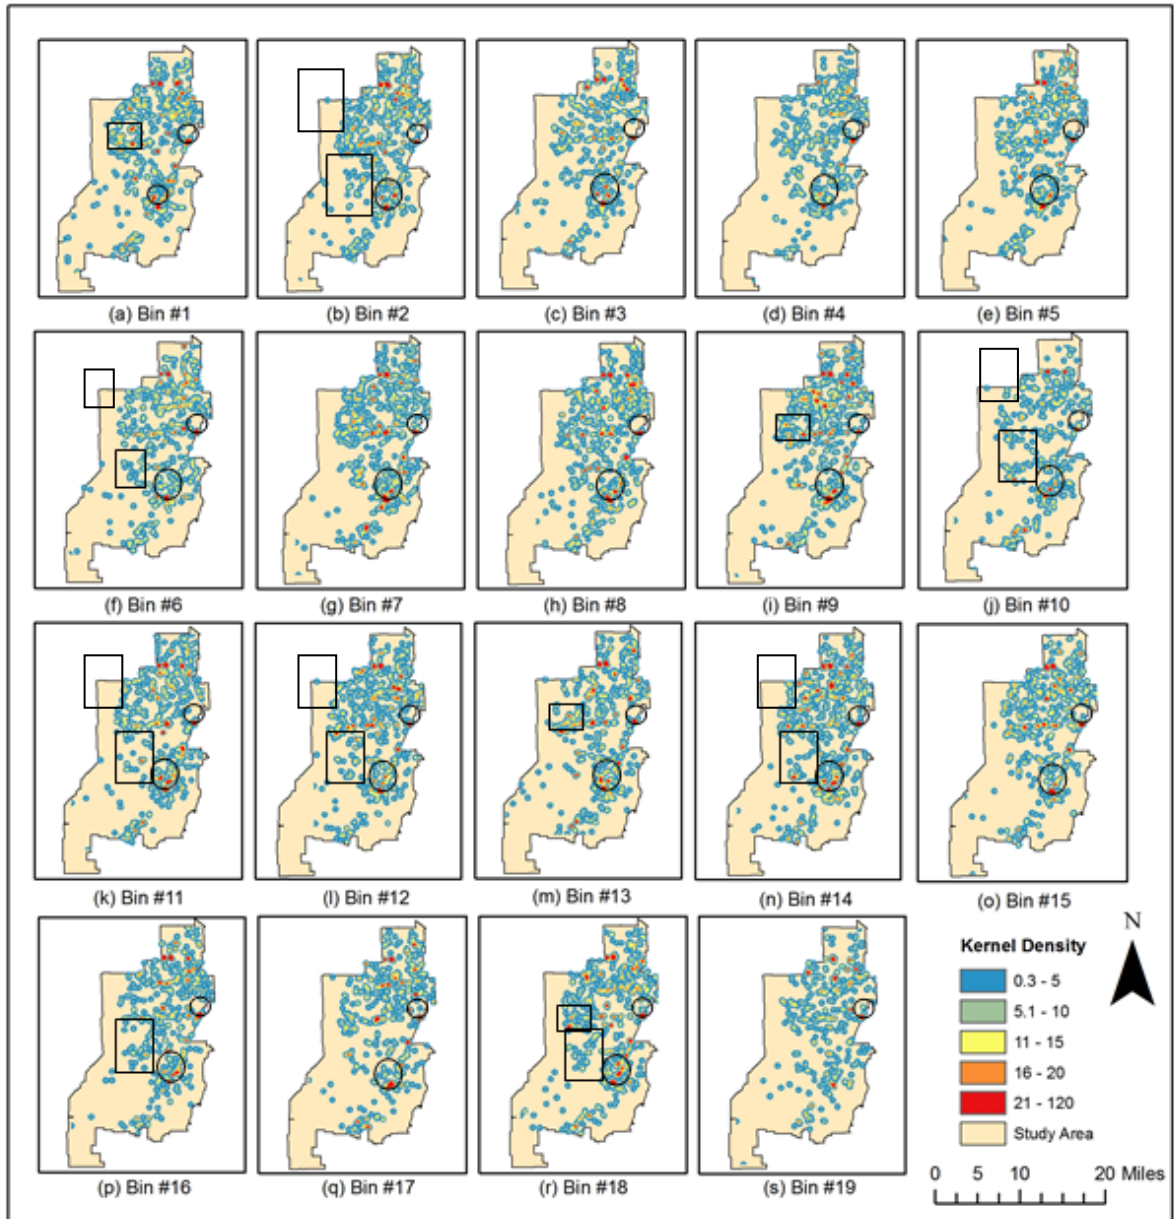 (a) Bin #1 (b) Bin #2 (c) Bin #3 (d) Bin #4 (e) Bin #5
(f) Bin #6 (g) Bin #7 (h) Bin #8 (i) Bin #9 (j) Bin #10
(k) Bin #11 (l) Bin #12 (m) Bin #13 (n) Bin #14 (o) Bin #15
(p) Bin #16 (q) Bin #17 (r) Bin #18 (s) Bin #19
N
Kernel Density
0.3 - 5
5.1 - 10
11 - 15
16 - 20
21 - 120
Study Area
0 5 10 20 Miles